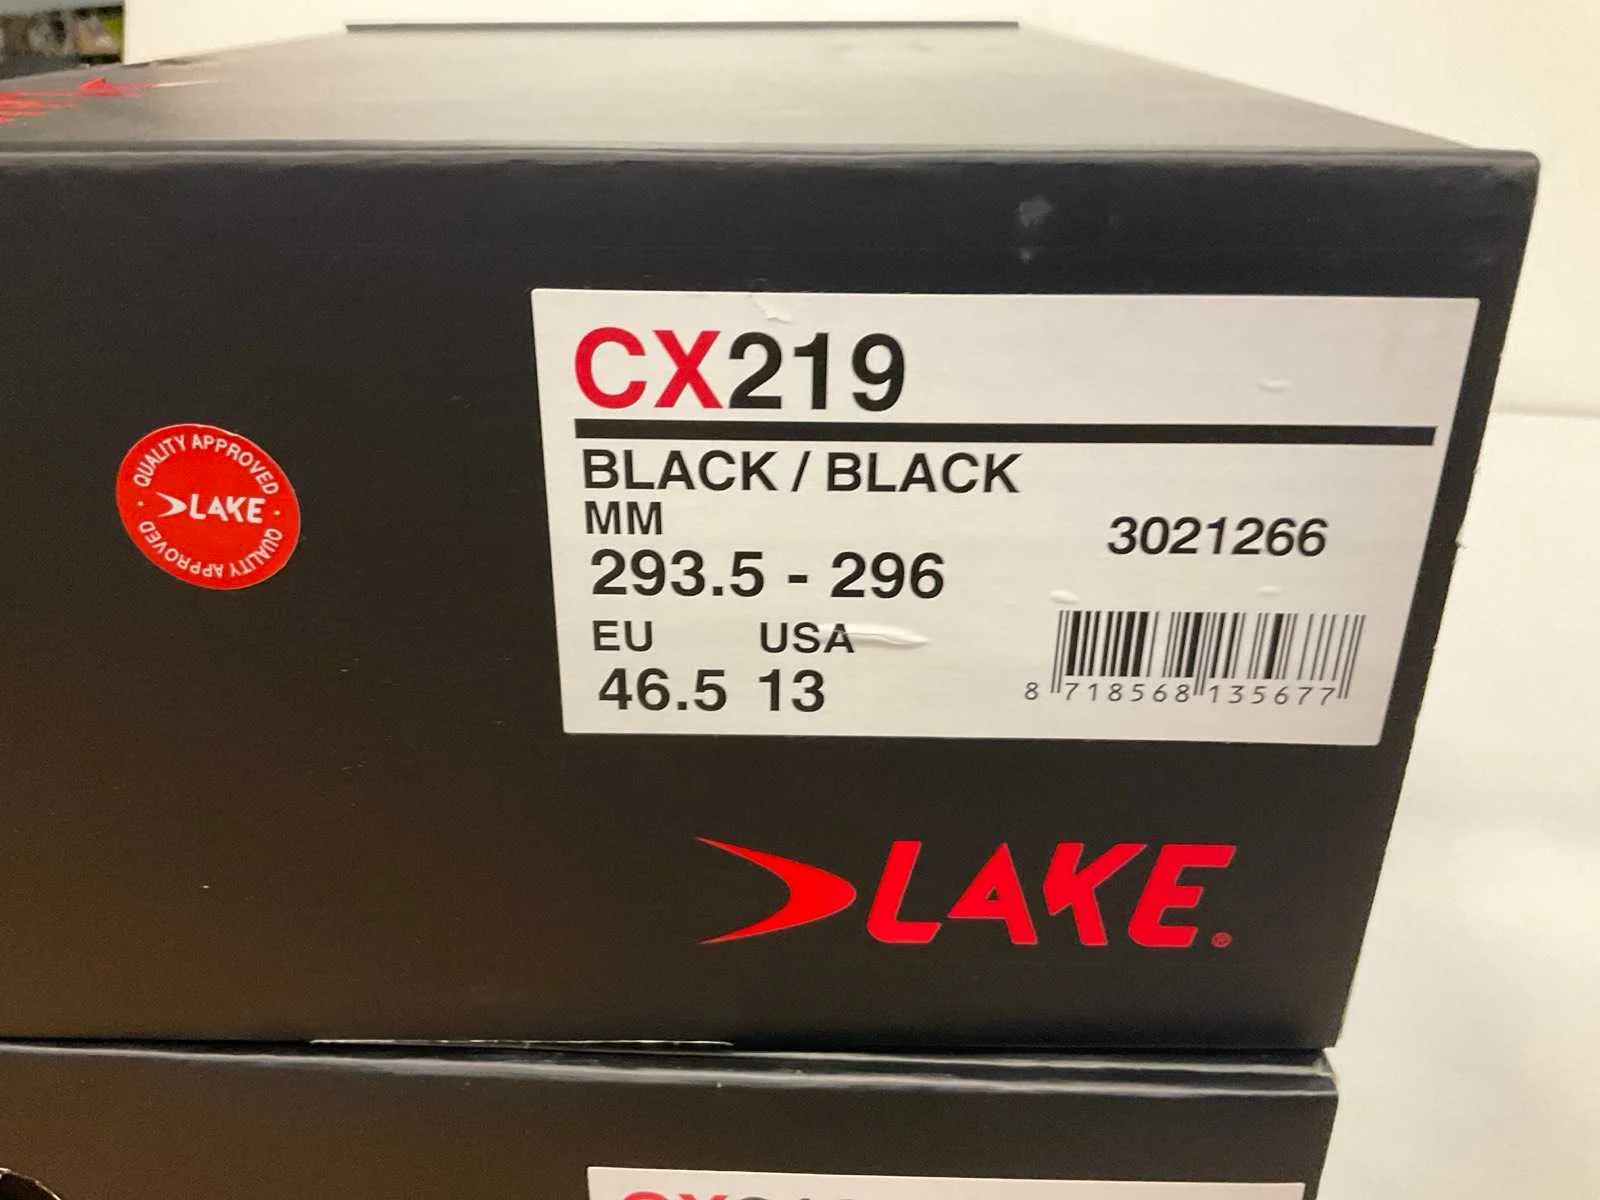 CX219
BLACK / BLACK
MM
293.5 - 296
3021266
EU USA
46.5 13
8 718568 135677
QUALITY APPROVED
LAKE
QUALITY APPROVED
LAKE®